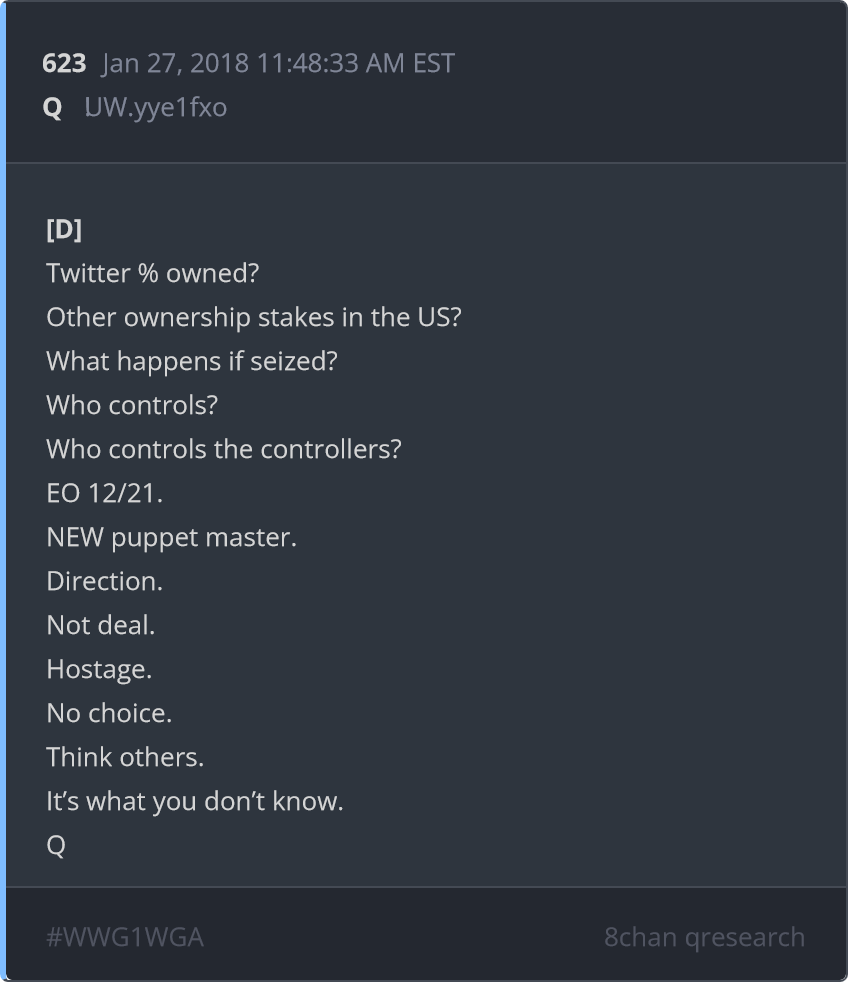 623 Jan 27, 2018 11:48:33 AM EST
Q UW.yye1fxo
[D]
Twitter % owned?
Other ownership stakes in the US?
What happens if seized?
Who controls?
Who controls the controllers?
EO 12/21.
NEW puppet master.
Direction.
Not deal.
Hostage.
No choice.
Think others.
It’s what you don’t know.
Q
#WWG1WGA 8chan qresearch